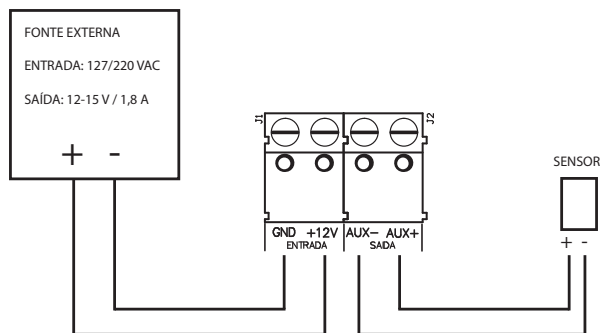 FONTE EXTERNA
ENTRADA: 127/220 VAC
SAÍDA: 12-15 V / 1,8 A
+ -
J1
J2
GND +12V AUX- AUX+
ENTRADA SAIDA
SENSOR
+ -